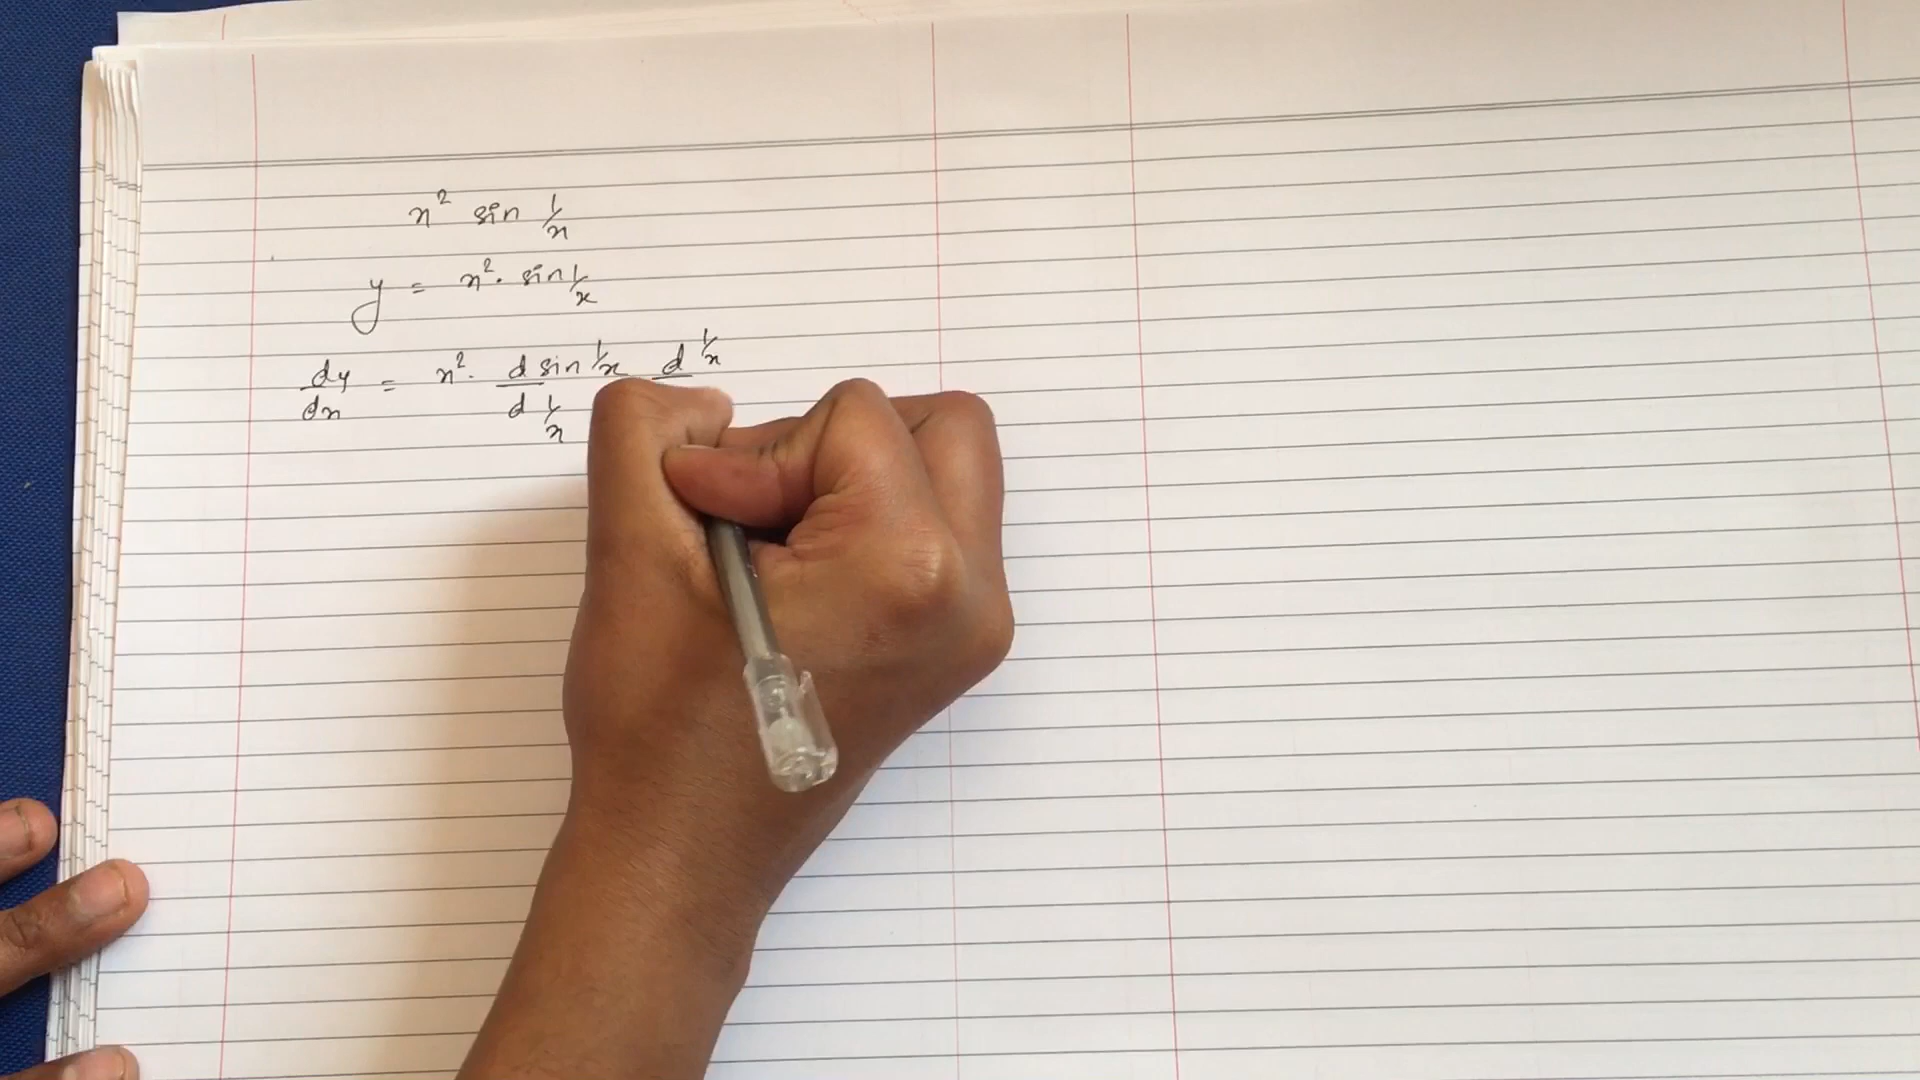 x² sin 1/x
y = x². sin 1/x
dy/dx = x². d sin 1/x / d 1/x d 1/x